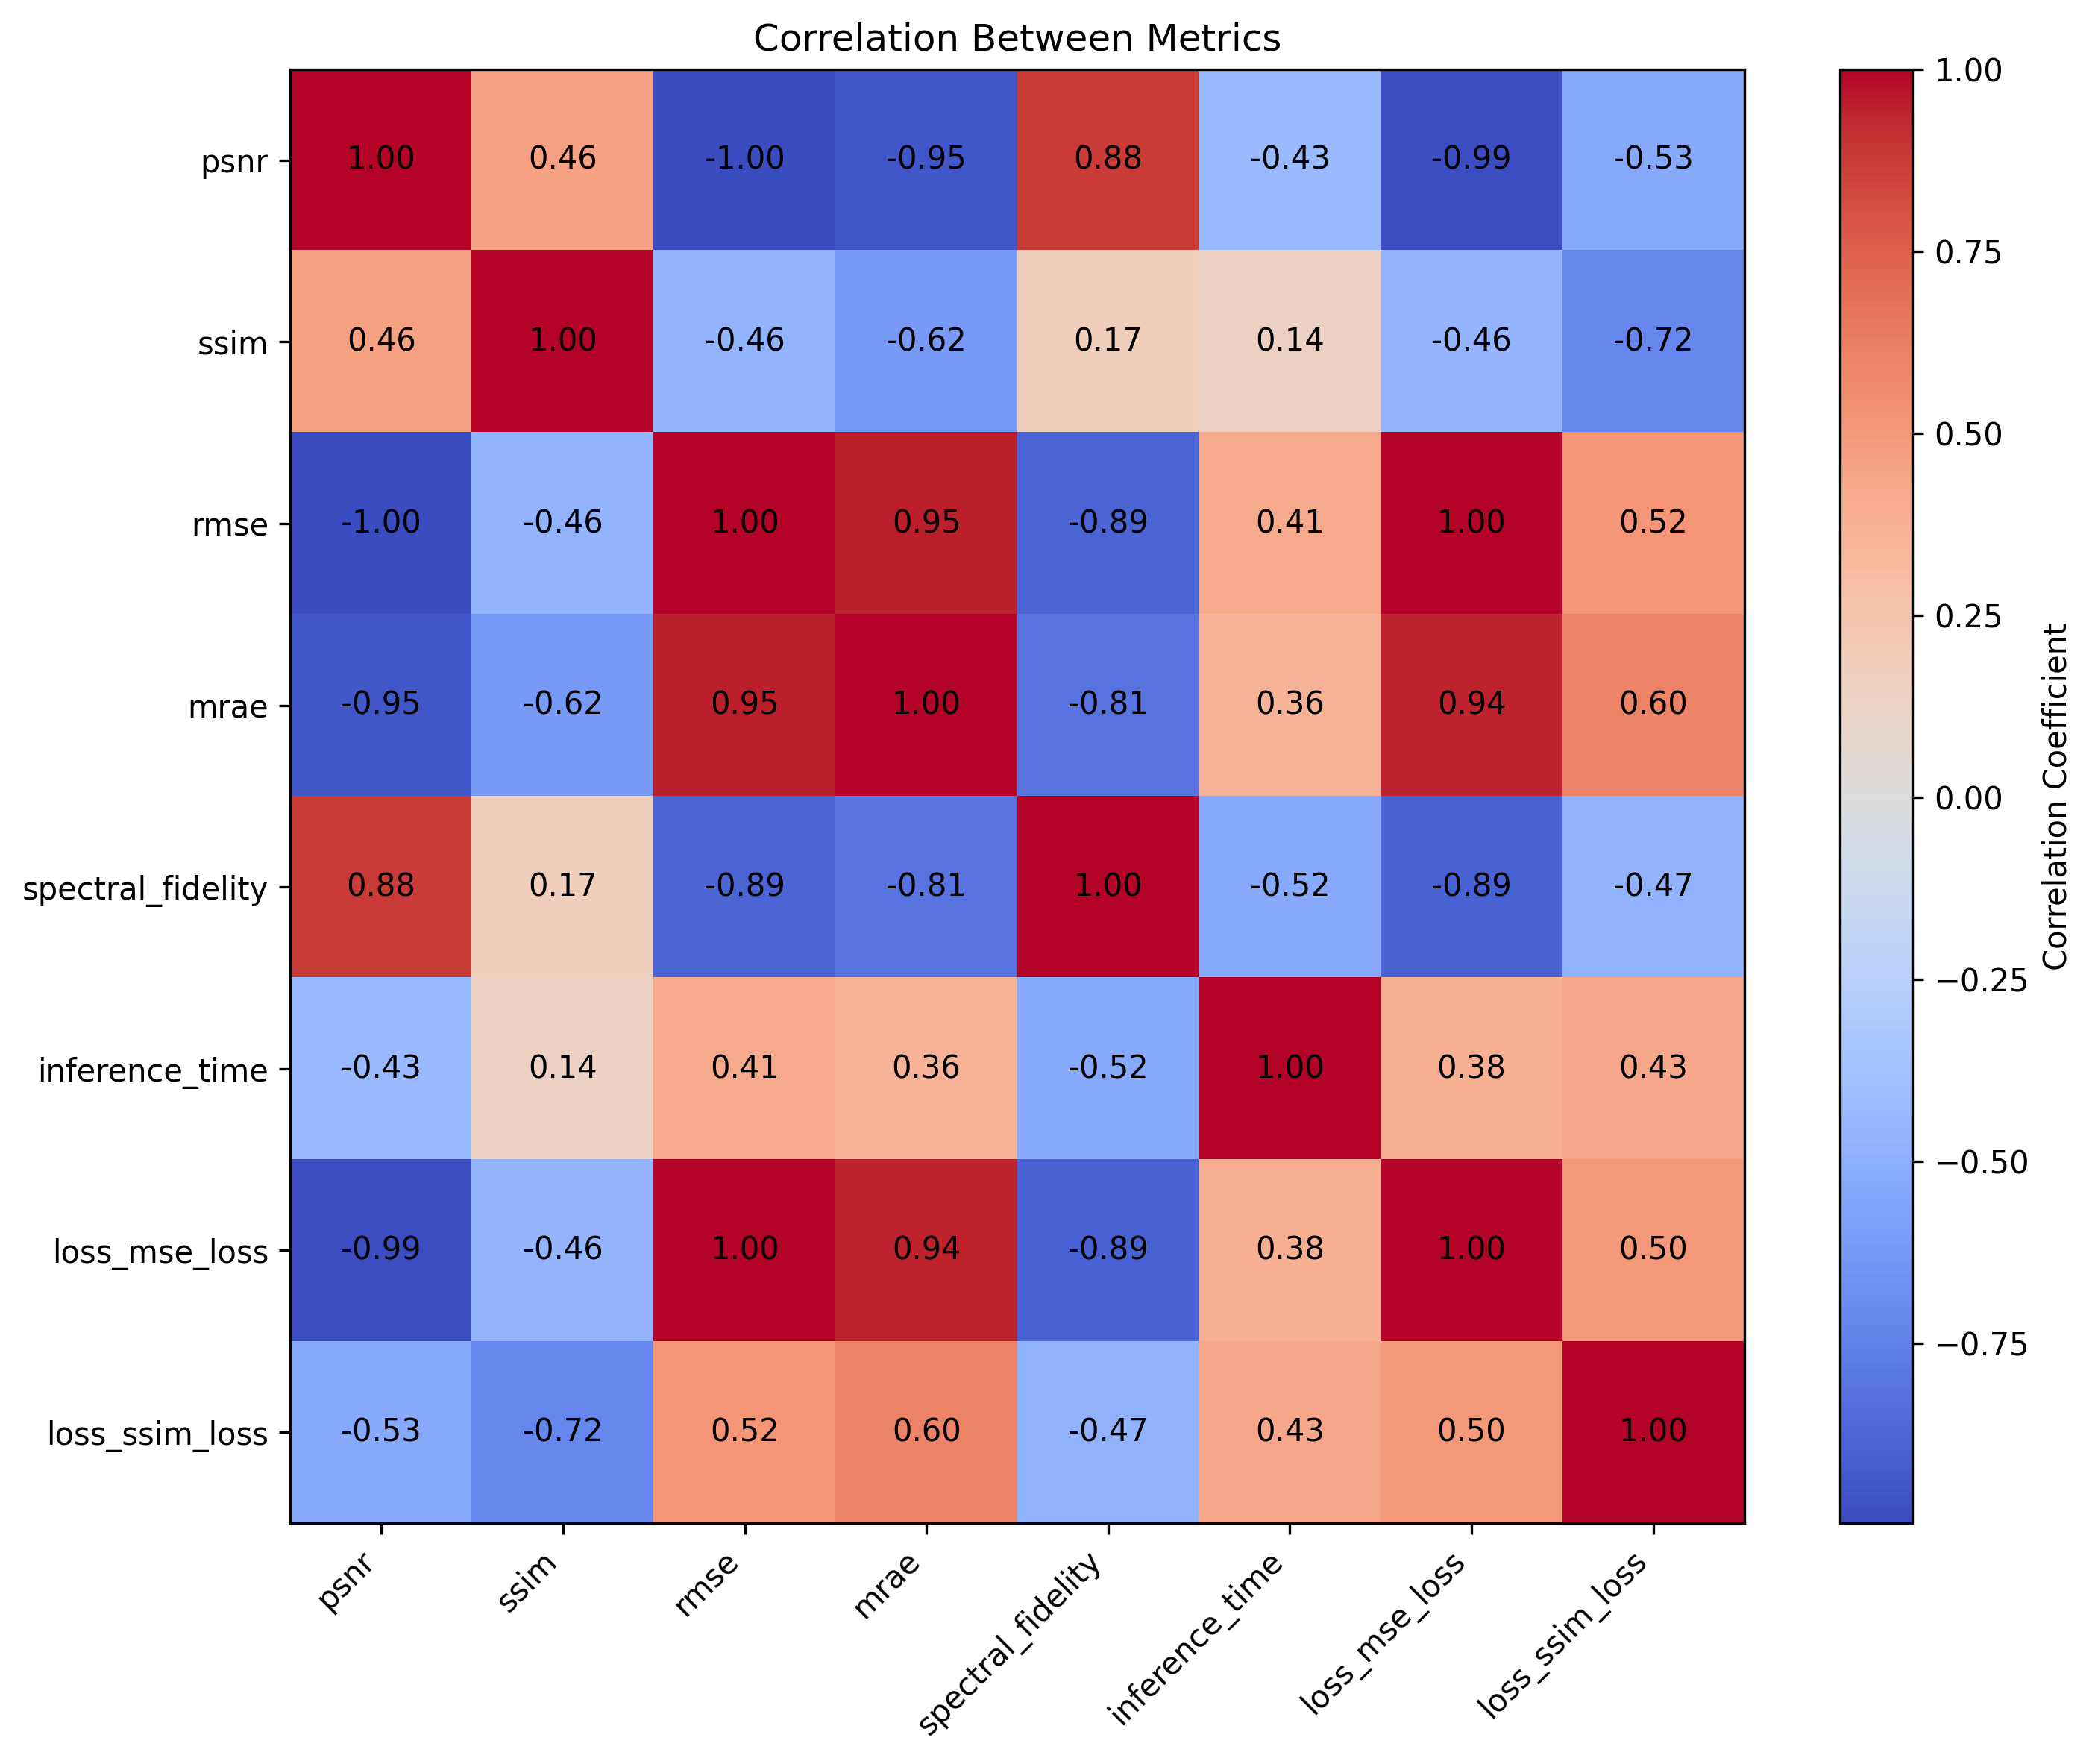 Correlation Between Metrics
psnr 1.00 0.46 -1.00 -0.95 0.88 -0.43 -0.99 -0.53
ssim 0.46 1.00 -0.46 -0.62 0.17 0.14 -0.46 -0.72
rmse -1.00 -0.46 1.00 0.95 -0.89 0.41 1.00 0.52
mrae -0.95 -0.62 0.95 1.00 -0.81 0.36 0.94 0.60
spectral_fidelity 0.88 0.17 -0.89 -0.81 1.00 -0.52 -0.89 -0.47
inference_time -0.43 0.14 0.41 0.36 -0.52 1.00 0.38 0.43
loss_mse_loss -0.99 -0.46 1.00 0.94 -0.89 0.38 1.00 0.50
loss_ssim_loss -0.53 -0.72 0.52 0.60 -0.47 0.43 0.50 1.00
psnr
ssim
rmse
mrae
spectral_fidelity
inference_time
loss_mse_loss
loss_ssim_loss
1.00
0.75
0.50
0.25
0.00
−0.25
−0.50
−0.75
Correlation Coefficient